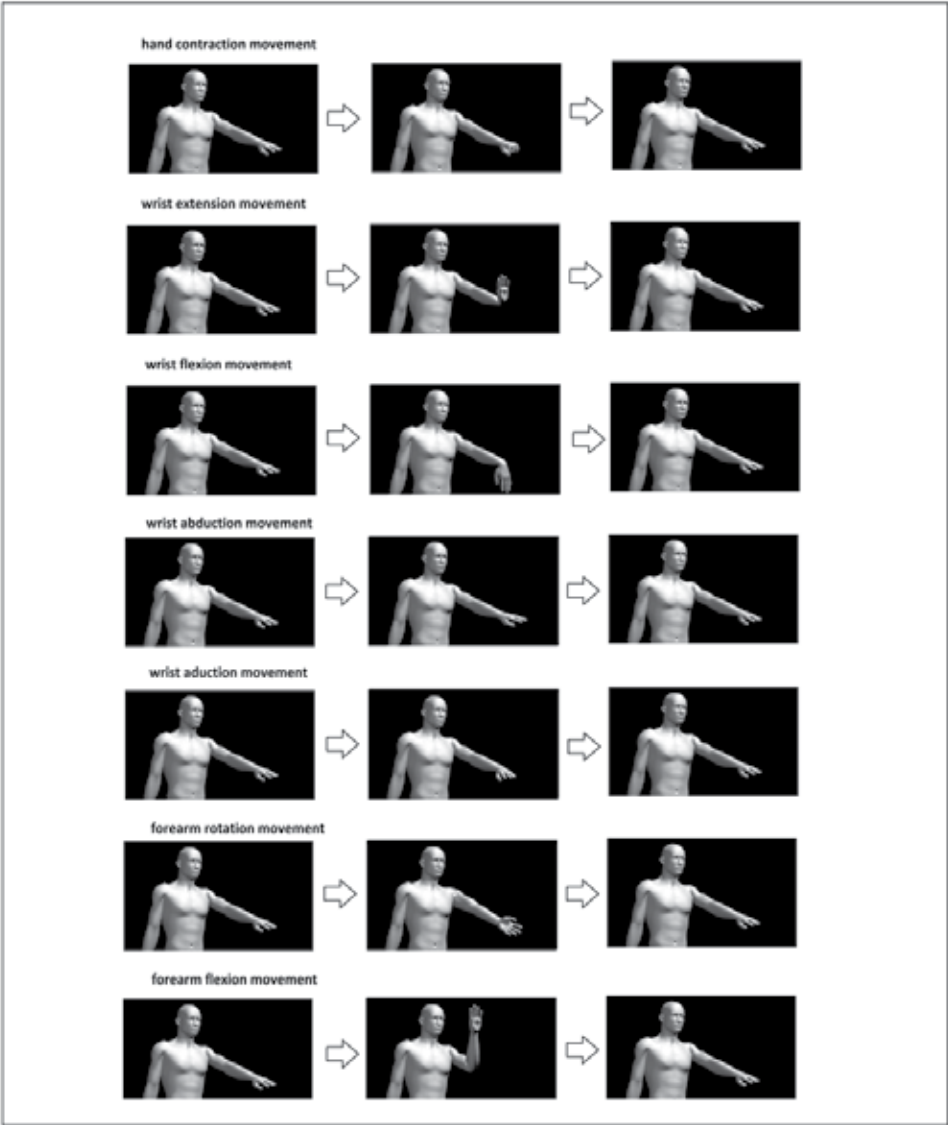 hand contraction movement
wrist extension movement
wrist flexion movement
wrist abduction movement
wrist aduction movement
forearm rotation movement
forearm flexion movement